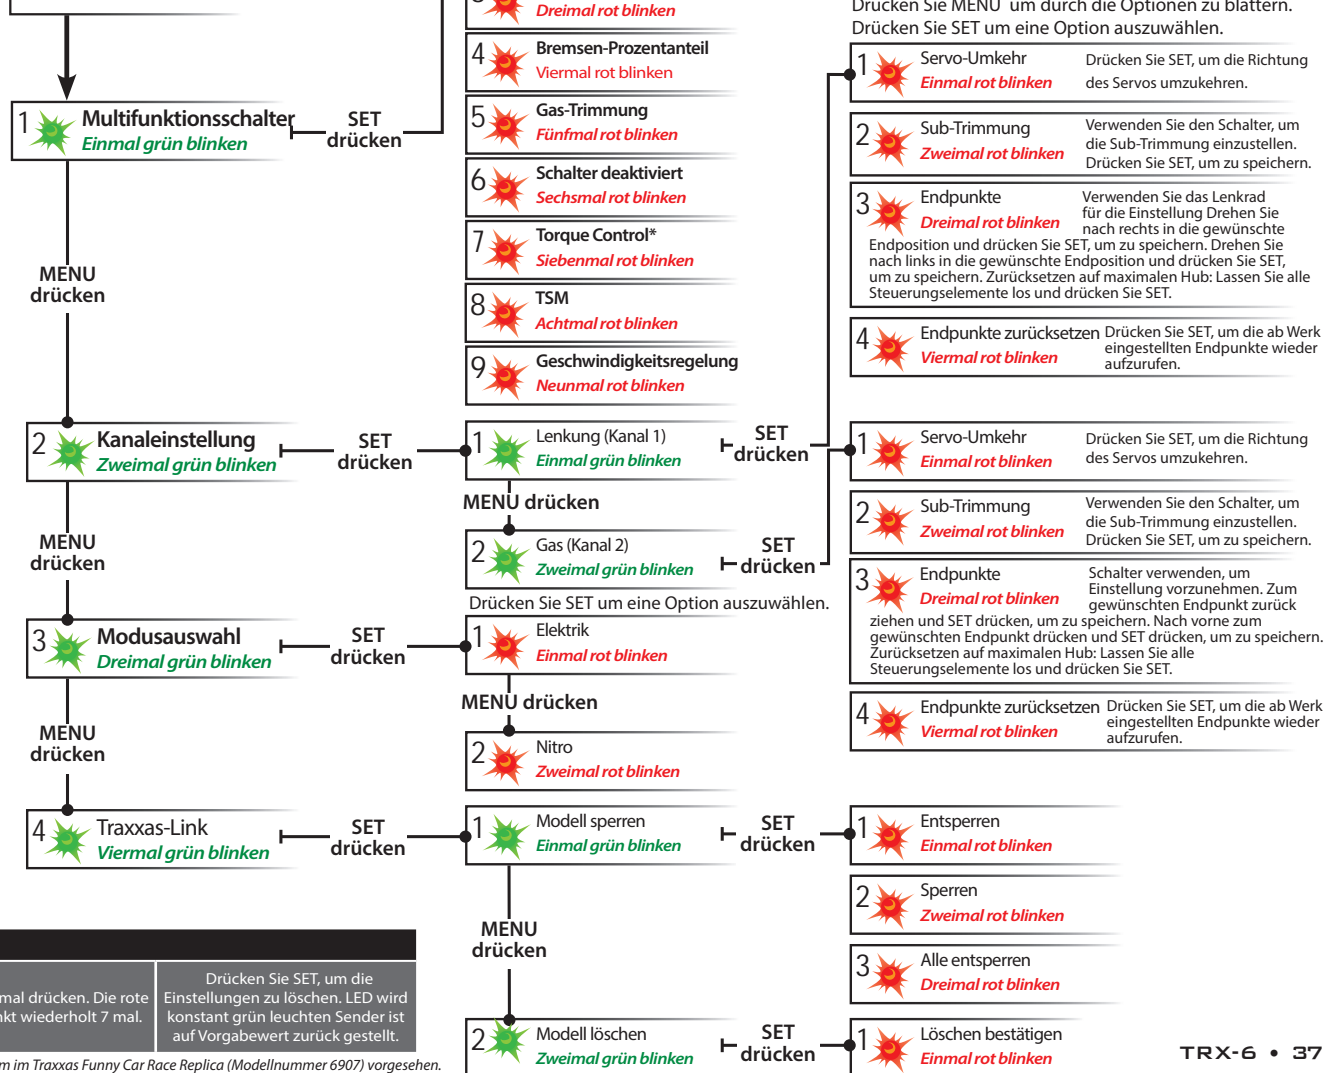 Dreimal rot blinken
4 Bremsen-Prozentanteil
Viermal rot blinken
5 Gas-Trimmung
Fünfmal rot blinken
6 Schalter deaktiviert
Sechsmal rot blinken
7 Torque Control*
Siebenmal rot blinken
8 TSM
Achtmal rot blinken
9 Geschwindigkeitsregelung
Neunmal rot blinken
1 Multifunktionsschalter
Einmal grün blinken
SET
drücken
MENU
drücken
2 Kanaleinstellung
Zweimal grün blinken
SET
drücken
1 Lenkung (Kanal 1)
Einmal grün blinken
SET
drücken
MENU drücken
2 Gas (Kanal 2)
Zweimal grün blinken
SET
drücken
Drücken Sie MENU um durch die Optionen zu blättern.
Drücken Sie SET um eine Option auszuwählen.
1 Servo-Umkehr
Einmal rot blinken
Drücken Sie SET, um die Richtung
des Servos umzukehren.
2 Sub-Trimmung
Zweimal rot blinken
Verwenden Sie den Schalter, um
die Sub-Trimmung einzustellen.
Drücken Sie SET, um zu speichern.
3 Endpunkte
Dreimal rot blinken
Verwenden Sie das Lenkrad
für die Einstellung Drehen Sie
nach rechts in die gewünschte
Endposition und drücken Sie SET, um zu speichern. Drehen Sie
nach links in die gewünschte Endposition und drücken Sie SET,
um zu speichern. Zurücksetzen auf maximalen Hub: Lassen Sie alle
Steuerungselemente los und drücken Sie SET.
4 Endpunkte zurücksetzen
Viermal rot blinken
Drücken Sie SET, um die ab Werk
eingestellten Endpunkte wieder
aufzurufen.
1 Servo-Umkehr
Einmal rot blinken
Drücken Sie SET, um die Richtung
des Servos umzukehren.
2 Sub-Trimmung
Zweimal rot blinken
Verwenden Sie den Schalter, um
die Sub-Trimmung einzustellen.
Drücken Sie SET, um zu speichern.
3 Endpunkte
Dreimal rot blinken
Schalter verwenden, um
Einstellung vorzunehmen. Zum
gewünschten Endpunkt zurück
ziehen und SET drücken, um zu speichern. Nach vorne zum
gewünschten Endpunkt drücken und SET drücken, um zu speichern.
Zurücksetzen auf maximalen Hub: Lassen Sie alle
Steuerungselemente los und drücken Sie SET.
4 Endpunkte zurücksetzen
Viermal rot blinken
Drücken Sie SET, um die ab Werk
eingestellten Endpunkte wieder
aufzurufen.
MENU
drücken
3 Modusauswahl
Dreimal grün blinken
SET
drücken
Drücken Sie SET um eine Option auszuwählen.
1 Elektrik
Einmal rot blinken
MENU drücken
2 Nitro
Zweimal rot blinken
MENU
drücken
4 Traxxas-Link
Viermal grün blinken
SET
drücken
1 Modell sperren
Einmal grün blinken
SET
drücken
1 Entsperren
Einmal rot blinken
2 Sperren
Zweimal rot blinken
3 Alle entsperren
Dreimal rot blinken
MENU
drücken
2 Modell löschen
Zweimal grün blinken
SET
drücken
1 Löschen bestätigen
Einmal rot blinken
mal drücken. Die rote
nkt wiederholt 7 mal.
Drücken Sie SET, um die
Einstellungen zu löschen. LED wird
konstant grün leuchten Sender ist
auf Vorgabewert zurück gestellt.
m im Traxxas Funny Car Race Replica (Modellnummer 6907) vorgesehen.
TRX-6 • 37